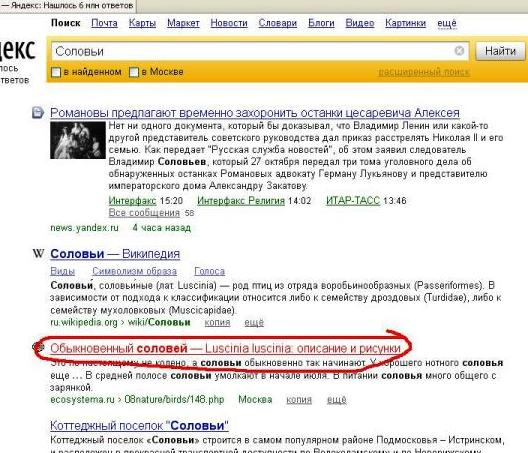 — Яндекс: Нашлось 6 млн ответов
Поиск Почта Карты Маркет Новости Словари Блоги Видео Картинки ещё
декс
Соловьи
Найти
лось
тветов
в найденном в Москве расширенный поиск
Романовы предлагают временно захоронить останки цесаревича Алексея
Нет ни одного документа, который бы доказывал, что Владимир Ленин или какой-то
другой представитель советского руководства дал приказ расстрелять Николая II и его
семью. Как передает "Русская служба новостей", об этом заявил следователь
Владимир Соловьев, который 27 октября передал три тома уголовного дела об
обнаруженных останках Романовых адвокату Герману Лукьянову и представителю
императорского дома Александру Закатову.
Интерфакс 15:20 Интерфакс Религия 14:02 ИТАР-ТАСС 13:46
Все сообщения 58
news.yandex.ru 4 часа назад
W Соловьи — Википедия
Виды Символизм образа Голоса
Соловьи́, соловьи́ные (лат. Luscinia) — род птиц из отряда воробьинообразных (Passeriformes). В
зависимости от подхода к классификации относится либо к семейству дроздовых (Turdidae), либо к
семейству мухоловковых (Muscicapidae).
ru.wikipedia.org › wiki/Соловьи копия ещё
Обыкновенный соловей — Luscinia luscinia: описание и рисунки
Это по настоящему не колено, а соловьи обыкновенно так начинают. У хорошего нотного соловья
еще ... В средней полосе соловьи умолкают в начале июля. В питании соловья много общего с
зарянкой.
ecosystema.ru › 08nature/birds/148.php Москва копия ещё
Коттеджный поселок "Соловьи"
Коттеджный поселок «Соловьи» строится в самом популярном районе Подмосковья – Истринском,
и расположен в прекрасной транспортной доступности по Волоколамскому и по Новорижскому